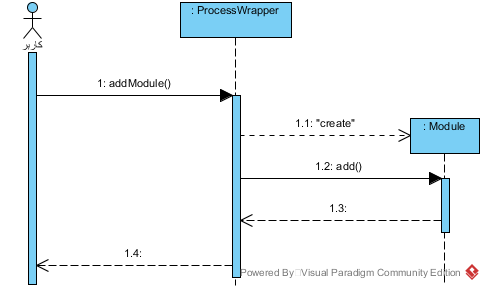 : ProcessWrapper
کاربر
1: addModule()
1.1: "create"
: Module
1.2: add()
1.3:
1.4:
Powered By Visual Paradigm Community Edition